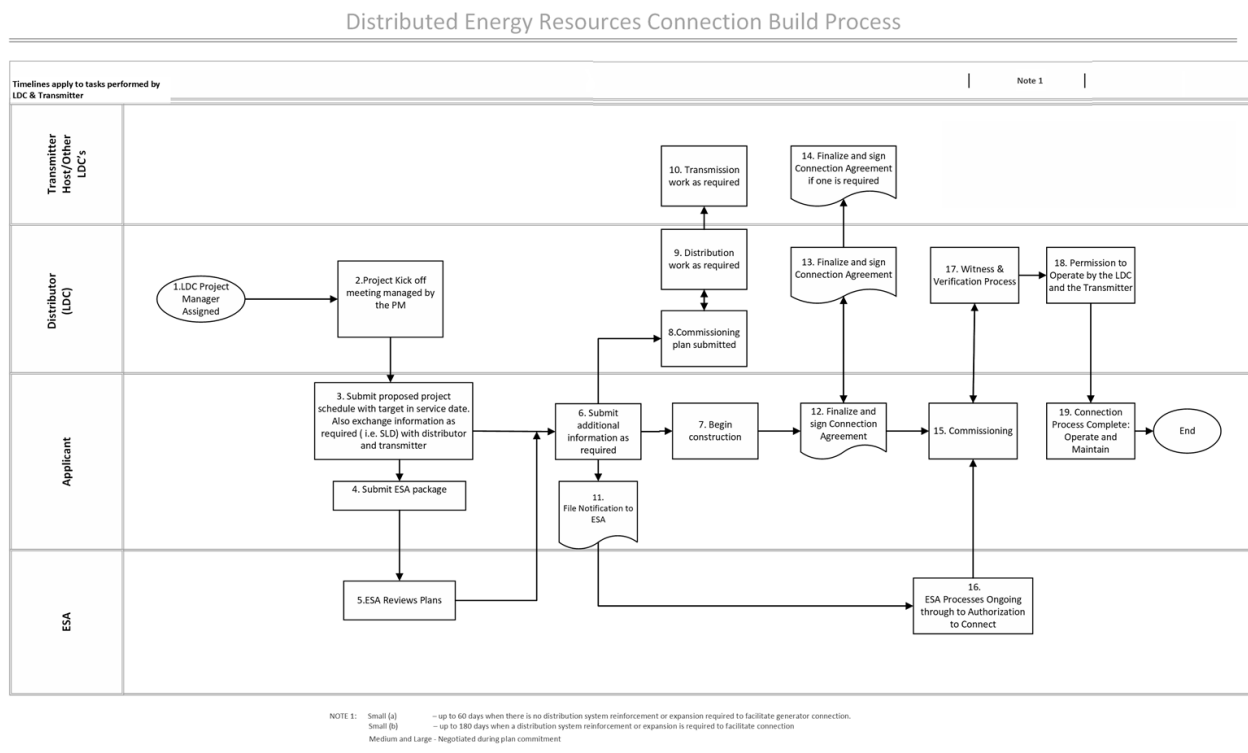 Distributed Energy Resources Connection Build Process
Timelines apply to tasks performed by
LDC & Transmitter
Note 1
Transmitter
Host/Other
LDC's
10. Transmission
work as required
14. Finalize and sign
Connection Agreement
if one is required
Distributor
(LDC)
1.LDC Project
Manager
Assigned
2.Project Kick off
meeting managed by
the PM
9. Distribution
work as required
8.Commissioning
plan submitted
13. Finalize and sign
Connection Agreement
17. Witness &
Verification Process
18. Permission to
Operate by the LDC
and the Transmitter
Applicant
3. Submit proposed project
schedule with target in service date.
Also exchange information as
required ( i.e. SLD) with distributor
and transmitter
4. Submit ESA package
6. Submit
additional
information as
required
7. Begin
construction
11.
File Notification to
ESA
12. Finalize and
sign Connection
Agreement
15. Commissioning
19. Connection
Process Complete:
Operate and
Maintain
End
ESA
5.ESA Reviews Plans
16.
ESA Processes Ongoing
through to Authorization
to Connect
NOTE 1: Small (a) – up to 60 days when there is no distribution system reinforcement or expansion required to facilitate generator connection.
Small (b) – up to 180 days when a distribution system reinforcement or expansion is required to facilitate connection
Medium and Large - Negotiated during plan commitment